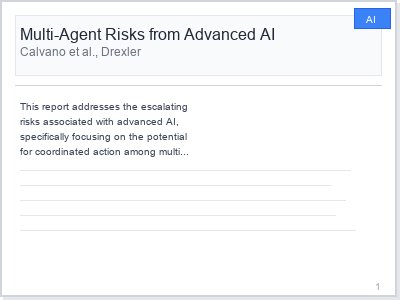 AI
Multi-Agent Risks from Advanced AI
Calvano et al., Drexler
This report addresses the escalating
risks associated with advanced AI,
specifically focusing on the potential
for coordinated action among multi...
1